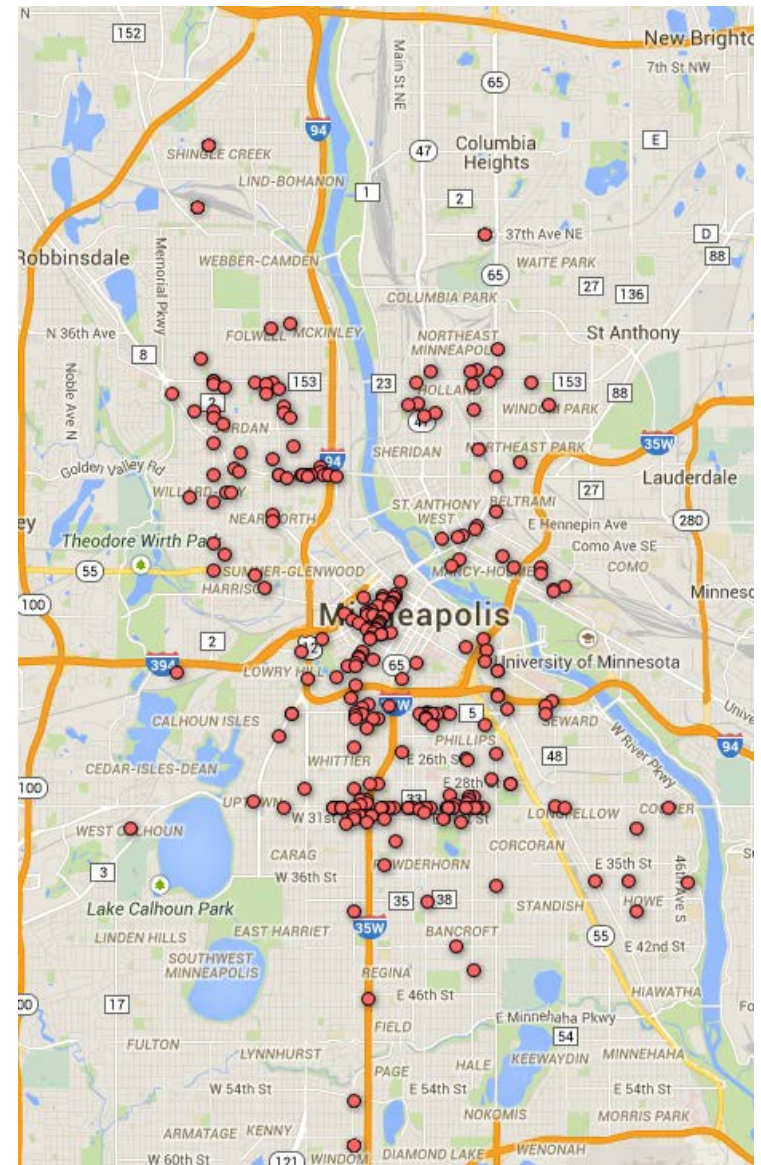 N
152
New Brighto
7th St NW
Main St NE
65
94
47
Columbia
Heights
E
SHINGLE CREEK
LIND-BOHANON
1
2
37th Ave NE
D
88
Robbinsdale
Memorial Pkwy
WEBBER-CAMDEN
65
WAITE PARK
27
136
COLUMBIA PARK
N 36th Ave
FOLWELL
MCKINLEY
NORTHEAST
St Anthony
8
Noble Ave N
2
153
23
HOLLAND
153
88
WINDOM PARK
47
JORDAN
35W
SHERIDAN
NORTHEAST PARK
94
Golden Valley Rd
Lauderdale
27
ST. ANTHONY
WEST
BELTRAMI
280
E Hennepin Ave
Theodore Wirth Park
Como Ave SE
COMO
55
SUMNER-GLENWOOD
100
Minneapolis
2
University of Minnesota
394
LOWRY HILL
65
5
SEWARD
CALHOUN ISLES
PHILLIPS
W River Pkwy
94
WHITTIER
E 26th St
48
CEDAR-ISLES-DEAN
E 28th St
100
33
UPTOWN
W 31st
LONGFELLOW
COOPER
WEST CALHOUN
CARAG
CORCORAN
3
W 36th St
POWDERHORN
E 35th St
46th Ave S
Lake Calhoun Park
35
38
STANDISH
HOWE
LINDEN HILLS
EAST HARRIET
35W
BANCROFT
55
E 42nd St
SOUTHWEST
MINNEAPOLIS
REGINA
17
E 46th St
HIAWATHA
E Minnehaha Pkwy
FIELD
54
FULTON
LYNNHURST
PAGE
HALE
KEEWAYDIN
MINNEHAHA
W 54th St
E 54th St
E 54th St
NOKOMIS
MORRIS PARK
ARMATAGE
KENNY
W 60th St
121
WINDOM
DIAMOND LAKE
WENONAH